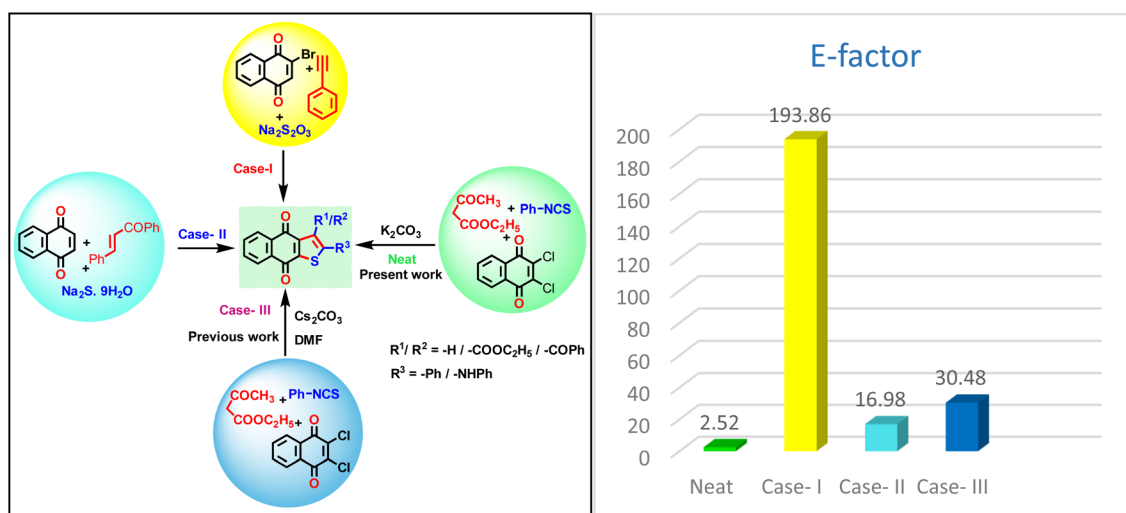 O
Br
+
O
+
Na₂S₂O₃
Case-I
O
O
+
+
COPh
Ph
Na₂S. 9H₂O
Case- II
O
R¹/R²
R³
S
O
K₂CO₃
Neat
Present work
COCH₃
COOC₂H₅
+ Ph-NCS
+
O
Cl
Cl
O
Case- III
Previous work
Cs₂CO₃
DMF
R¹/ R² = -H / -COOC₂H₅ / -COPh
R³ = -Ph / -NHPh
COCH₃
+Ph-NCS
COOC₂H₅+
O
Cl
Cl
O
E-factor
200
180
160
140
120
100
80
60
40
20
0
2.52
193.86
16.98
30.48
Neat
Case- I
Case- II
Case- III